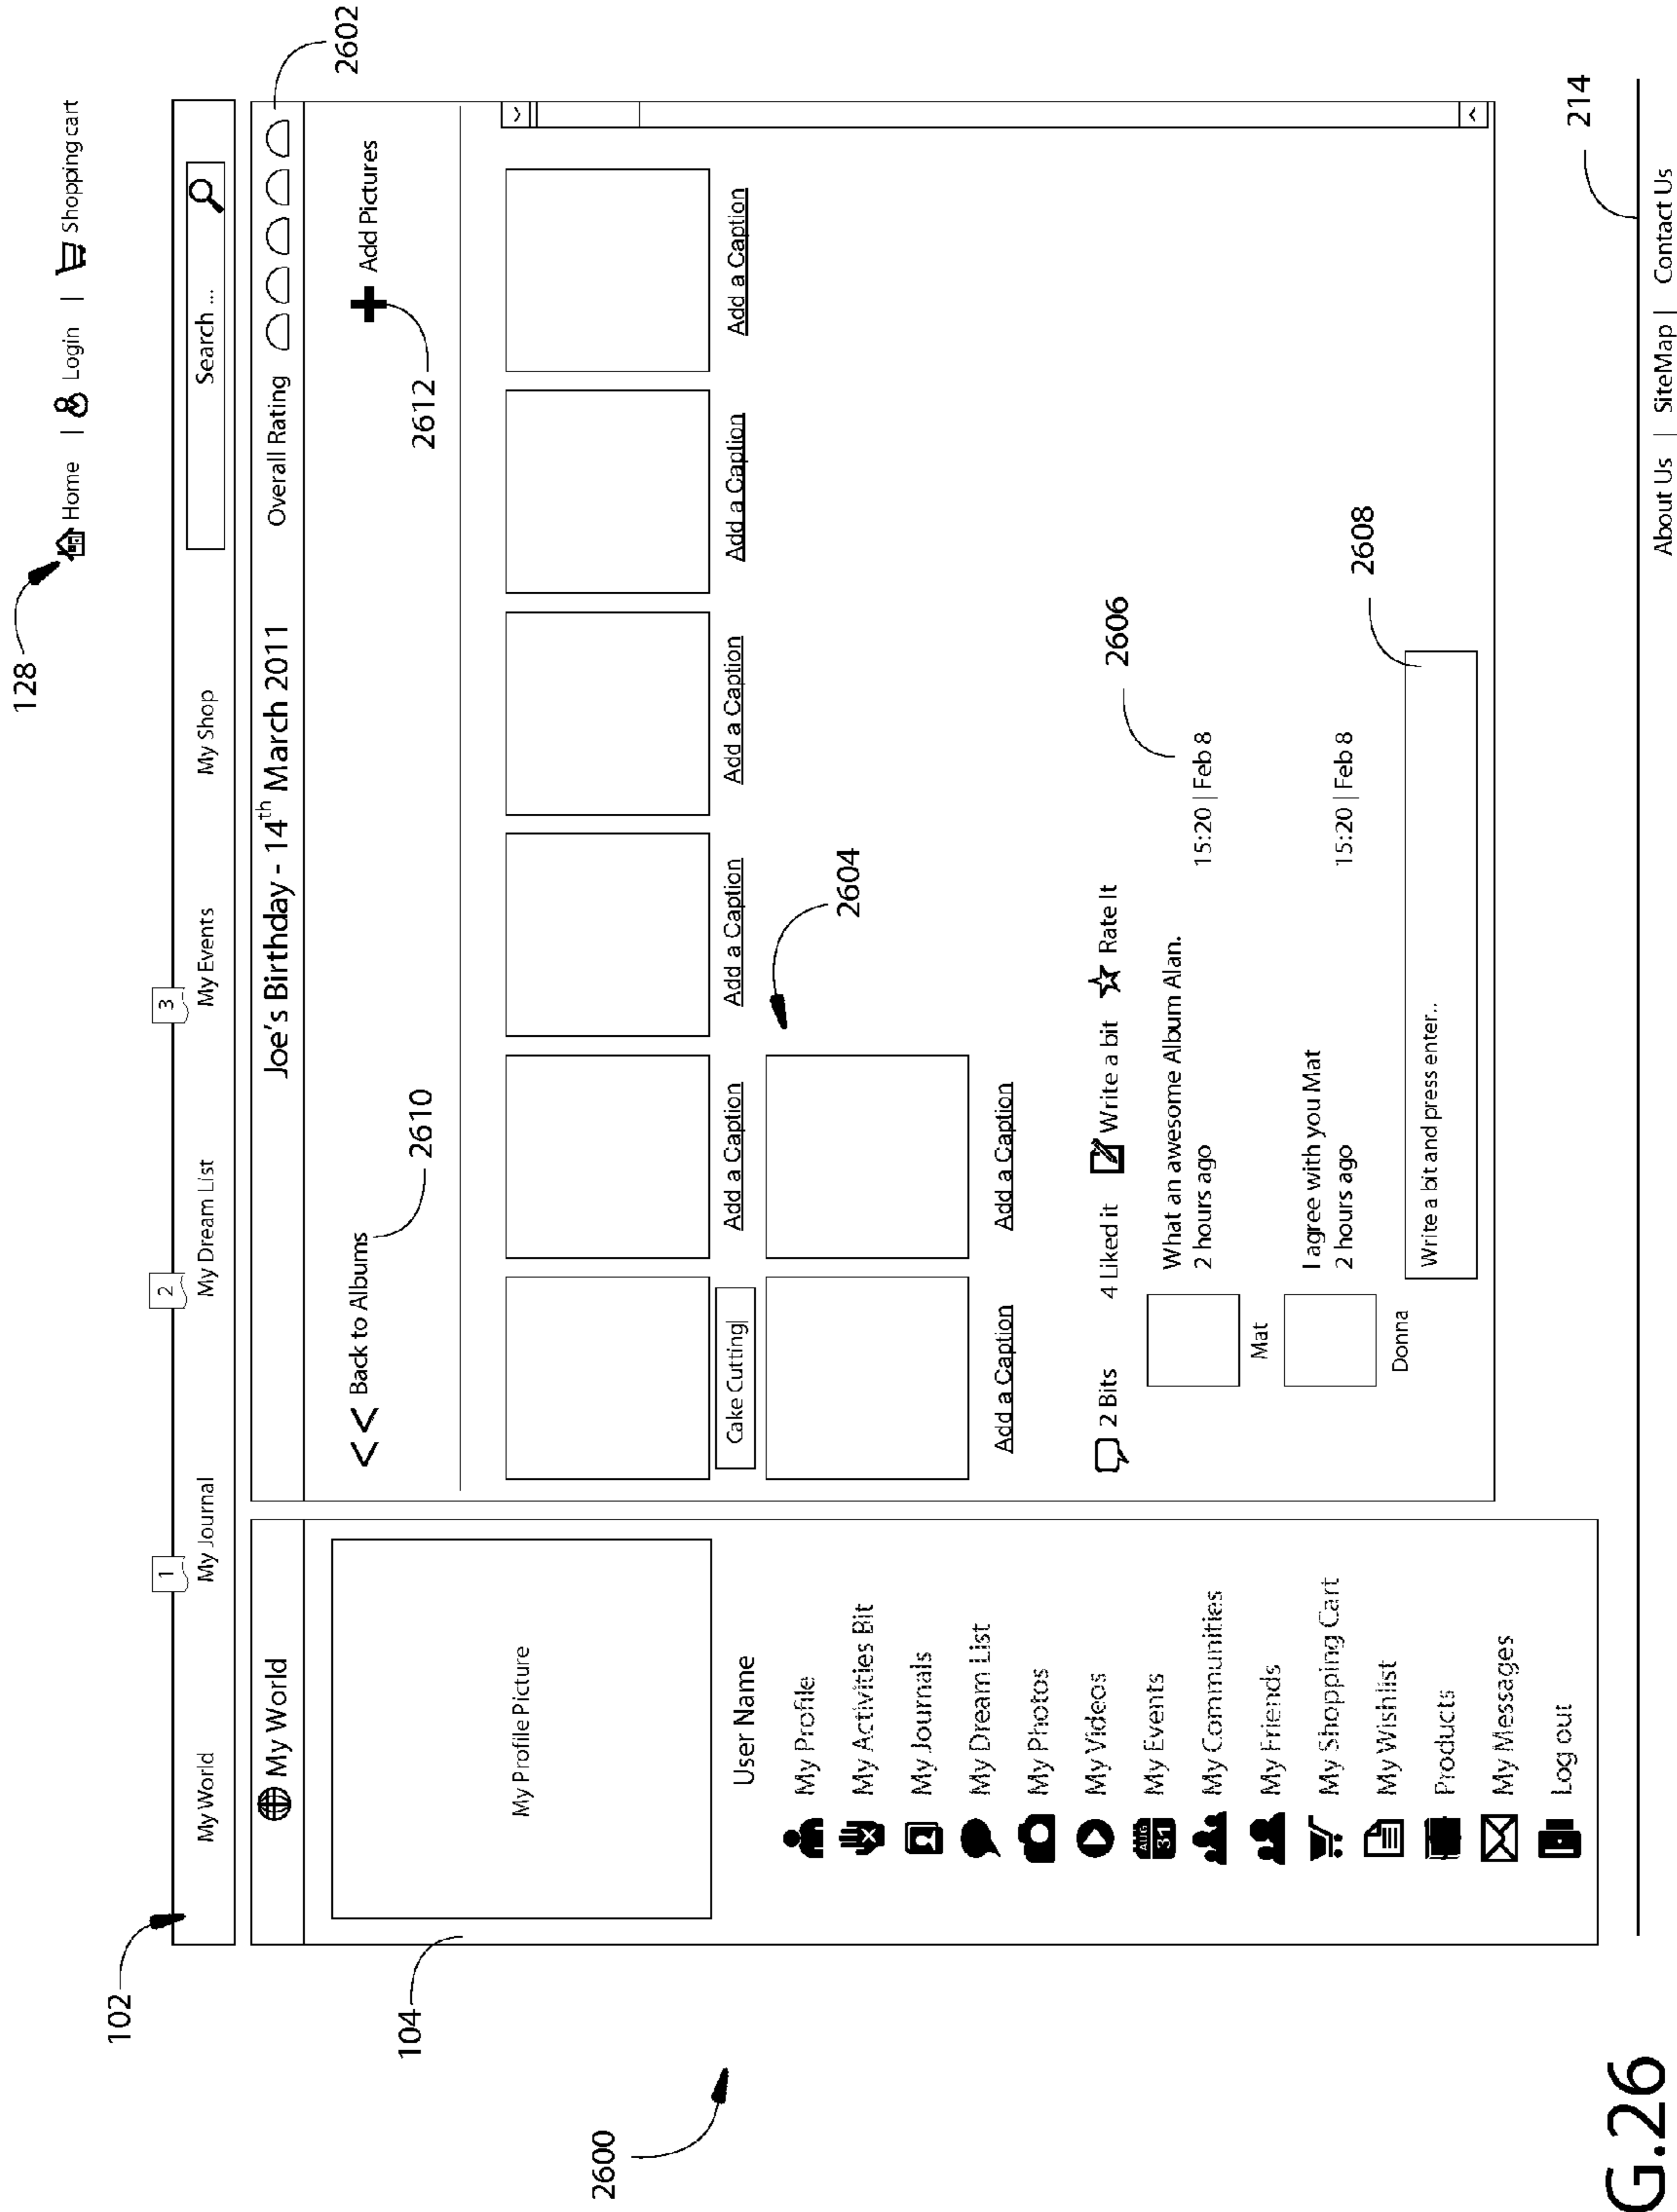 128
Home | Login | Shopping cart
102
1
2
3
My World
My Journal
My Dream List
My Events
My Shop
Search ...
My World
Joe's Birthday - 14th March 2011
Overall Rating
2602
104
My Profile Picture
<< Back to Albums
2610
Add Pictures
2612
2600
User Name
My Profile
My Activities Bit
My Journals
My Dream List
My Photos
My Videos
AUG
31
My Events
My Communities
My Friends
My Shopping Cart
My Wishlist
Products
My Messages
Log out
Cake Cutting
Add a Caption
Add a Caption
Add a Caption
Add a Caption
Add a Caption
2604
Add a Caption
Add a Caption
2 Bits
4 Liked it
Write a bit
Rate It
2606
What an awesome Album Alan.
2 hours ago
15:20 | Feb 8
Mat
I agree with you Mat
2 hours ago
15:20 | Feb 8
Donna
2608
Write a bit and press enter..
214
About Us | SiteMap | Contact Us
G.26